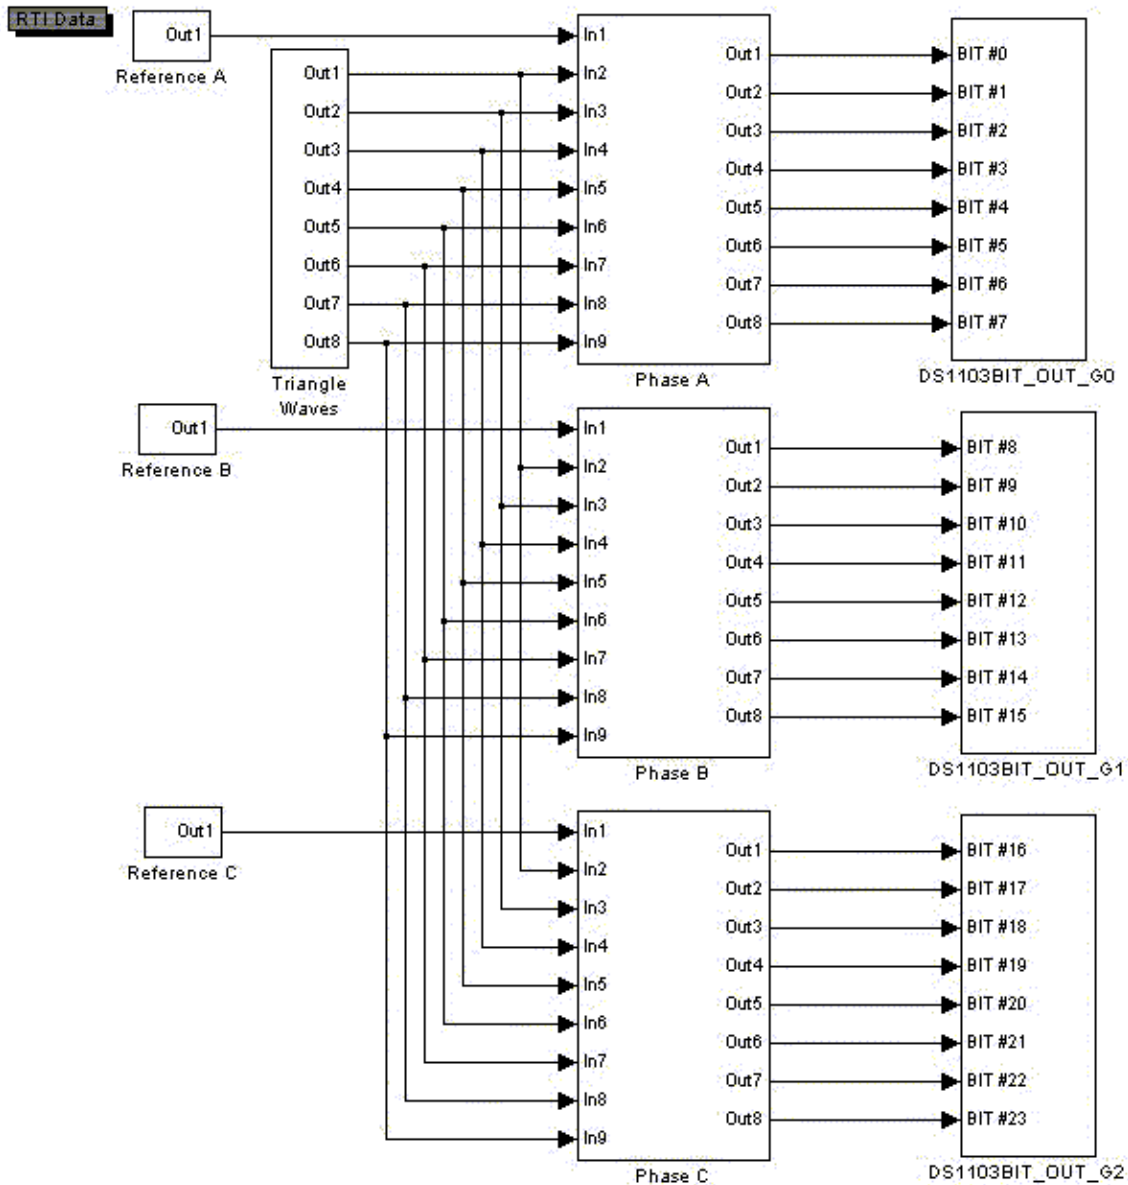 RTI Data
Out1
Reference A
Out1
Out2
Out3
Out4
Out5
Out6
Out7
Out8
Triangle
Waves
In1
In2
In3
In4
In5
In6
In7
In8
In9
Out1
Out2
Out3
Out4
Out5
Out6
Out7
Out8
Phase A
BIT #0
BIT #1
BIT #2
BIT #3
BIT #4
BIT #5
BIT #6
BIT #7
DS1103BIT_OUT_G0
Out1
Reference B
In1
In2
In3
In4
In5
In6
In7
In8
In9
Out1
Out2
Out3
Out4
Out5
Out6
Out7
Out8
Phase B
BIT #8
BIT #9
BIT #10
BIT #11
BIT #12
BIT #13
BIT #14
BIT #15
DS1103BIT_OUT_G1
Out1
Reference C
In1
In2
In3
In4
In5
In6
In7
In8
In9
Out1
Out2
Out3
Out4
Out5
Out6
Out7
Out8
Phase C
BIT #16
BIT #17
BIT #18
BIT #19
BIT #20
BIT #21
BIT #22
BIT #23
DS1103BIT_OUT_G2